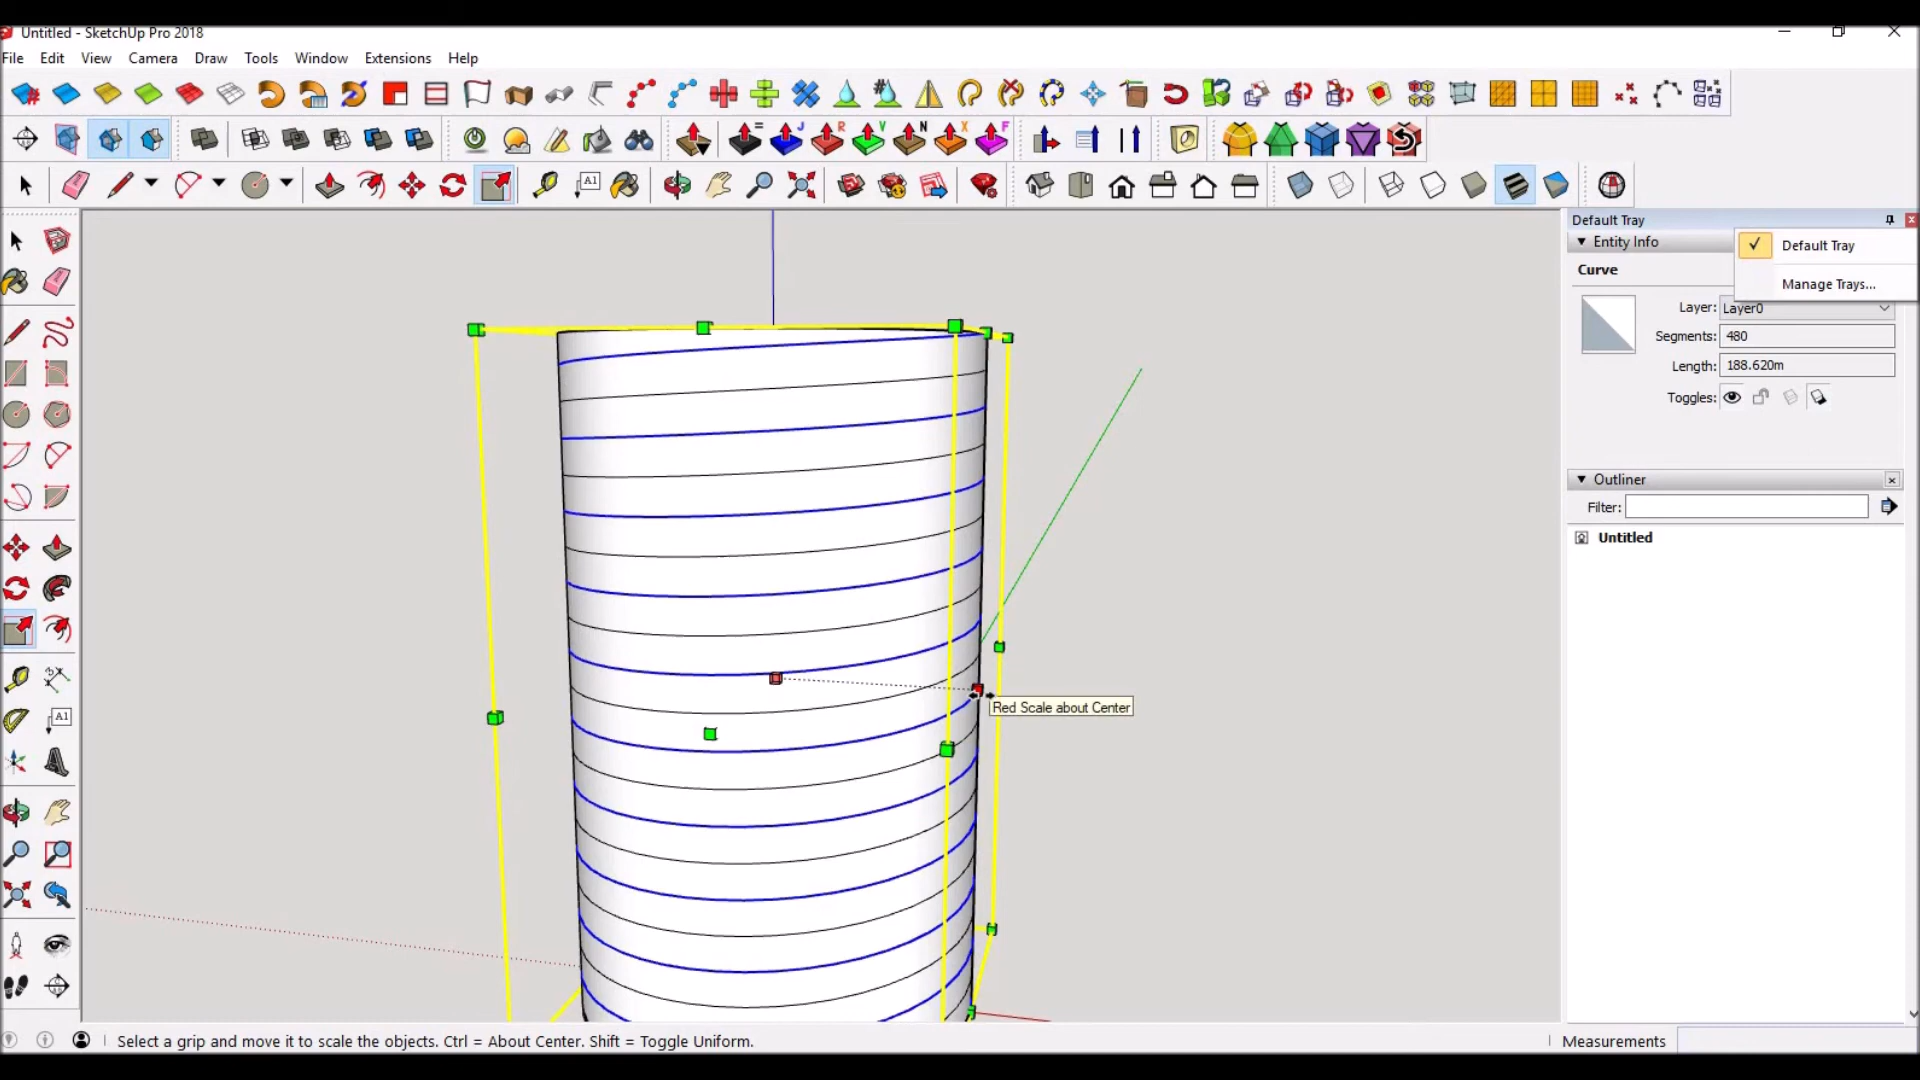 Untitled - SketchUp Pro 2018
File Edit View Camera Draw Tools Window Extensions Help
= J R V N X F
A1
Default Tray
Entity Info
Default Tray
Curve
Manage Trays...
Layer: Layer0
Segments: 480
Length: 188.620m
Toggles:
Outliner
Filter:
Untitled
Red Scale about Center
A1
Select a grip and move it to scale the objects. Ctrl = About Center. Shift = Toggle Uniform.
Measurements